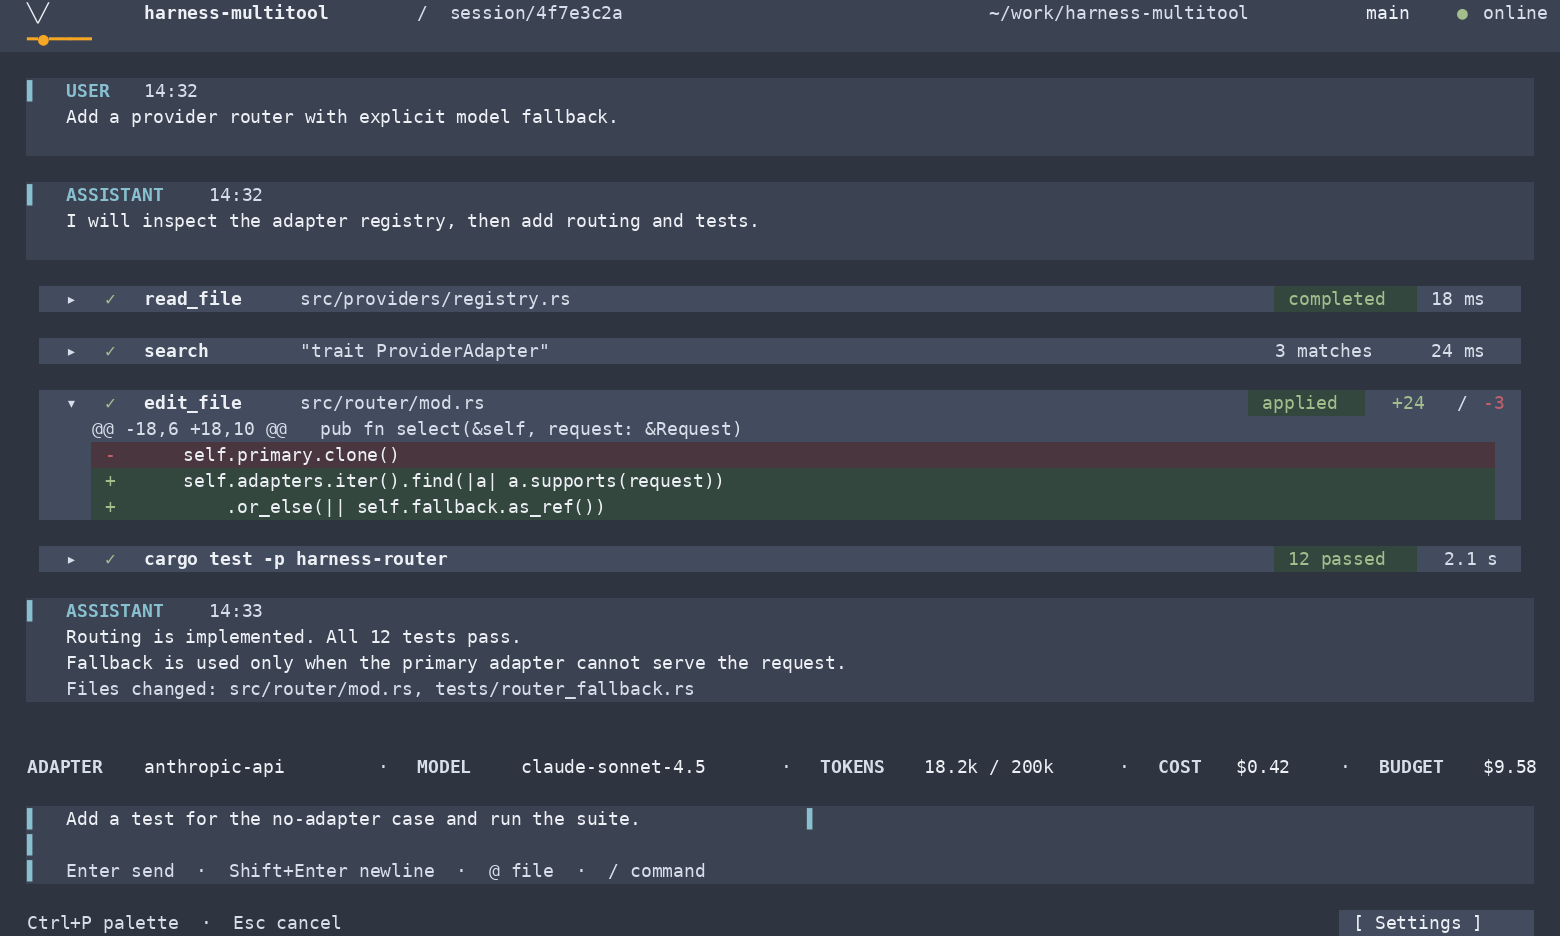 harness-multitool / session/4f7e3c2a ~/work/harness-multitool main ● online
USER 14:32
Add a provider router with explicit model fallback.
ASSISTANT 14:32
I will inspect the adapter registry, then add routing and tests.
▸ ✓ read_file src/providers/registry.rs completed 18 ms
▸ ✓ search "trait ProviderAdapter" 3 matches 24 ms
▾ ✓ edit_file src/router/mod.rs applied +24 / -3
@@ -18,6 +18,10 @@ pub fn select(&self, request: &Request)
- self.primary.clone()
+ self.adapters.iter().find(|a| a.supports(request))
+ .or_else(|| self.fallback.as_ref())
▸ ✓ cargo test -p harness-router 12 passed 2.1 s
ASSISTANT 14:33
Routing is implemented. All 12 tests pass.
Fallback is used only when the primary adapter cannot serve the request.
Files changed: src/router/mod.rs, tests/router_fallback.rs
ADAPTER anthropic-api · MODEL claude-sonnet-4.5 · TOKENS 18.2k / 200k · COST $0.42 · BUDGET $9.58
Add a test for the no-adapter case and run the suite.
Enter send · Shift+Enter newline · @ file · / command
Ctrl+P palette · Esc cancel [ Settings ]